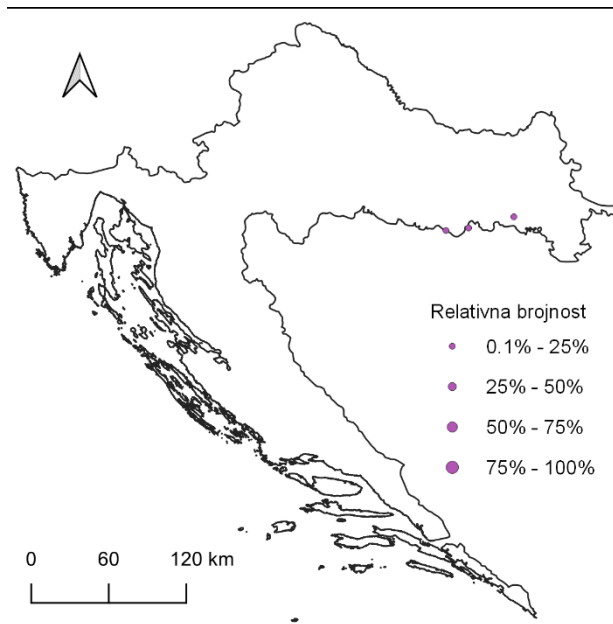 Relativna brojnost
0.1% - 25%
25% - 50%
50% - 75%
75% - 100%
0 60 120 km